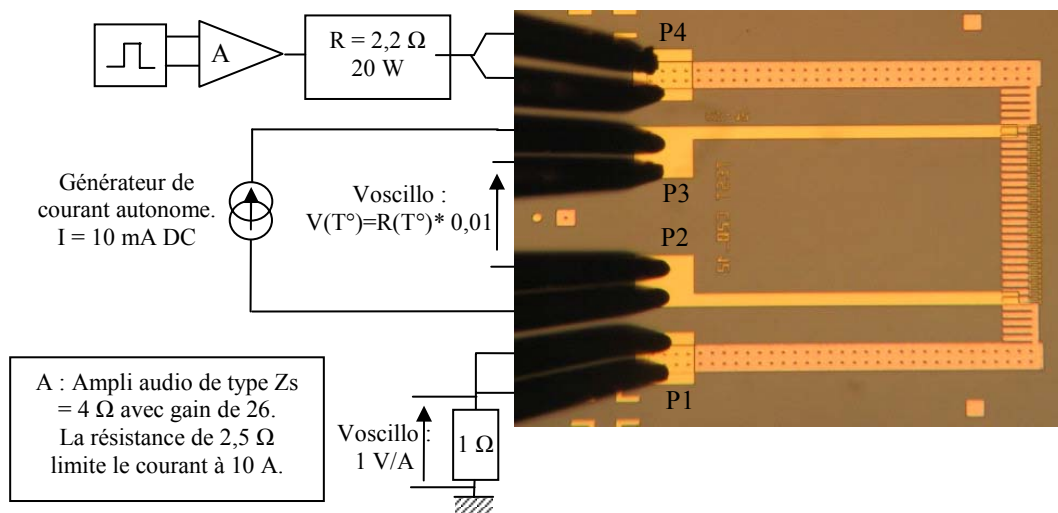 A
R = 2,2 Ω
20 W
Générateur de
courant autonome.
I = 10 mA DC
Voscillo :
V(T°)=R(T°)* 0,01
A : Ampli audio de type Zs
= 4 Ω avec gain de 26.
La résistance de 2,5 Ω
limite le courant à 10 A.
Voscillo :
1 V/A
1 Ω
P4
P3
P2
P1